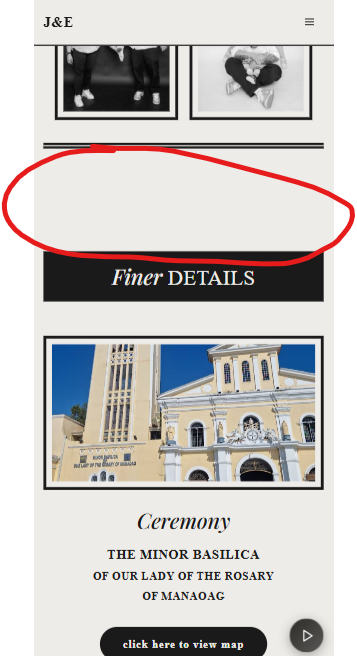 J&E
Finer DETAILS
Ceremony
THE MINOR BASILICA
OF OUR LADY OF THE ROSARY
OF MANAOAG
click here to view map